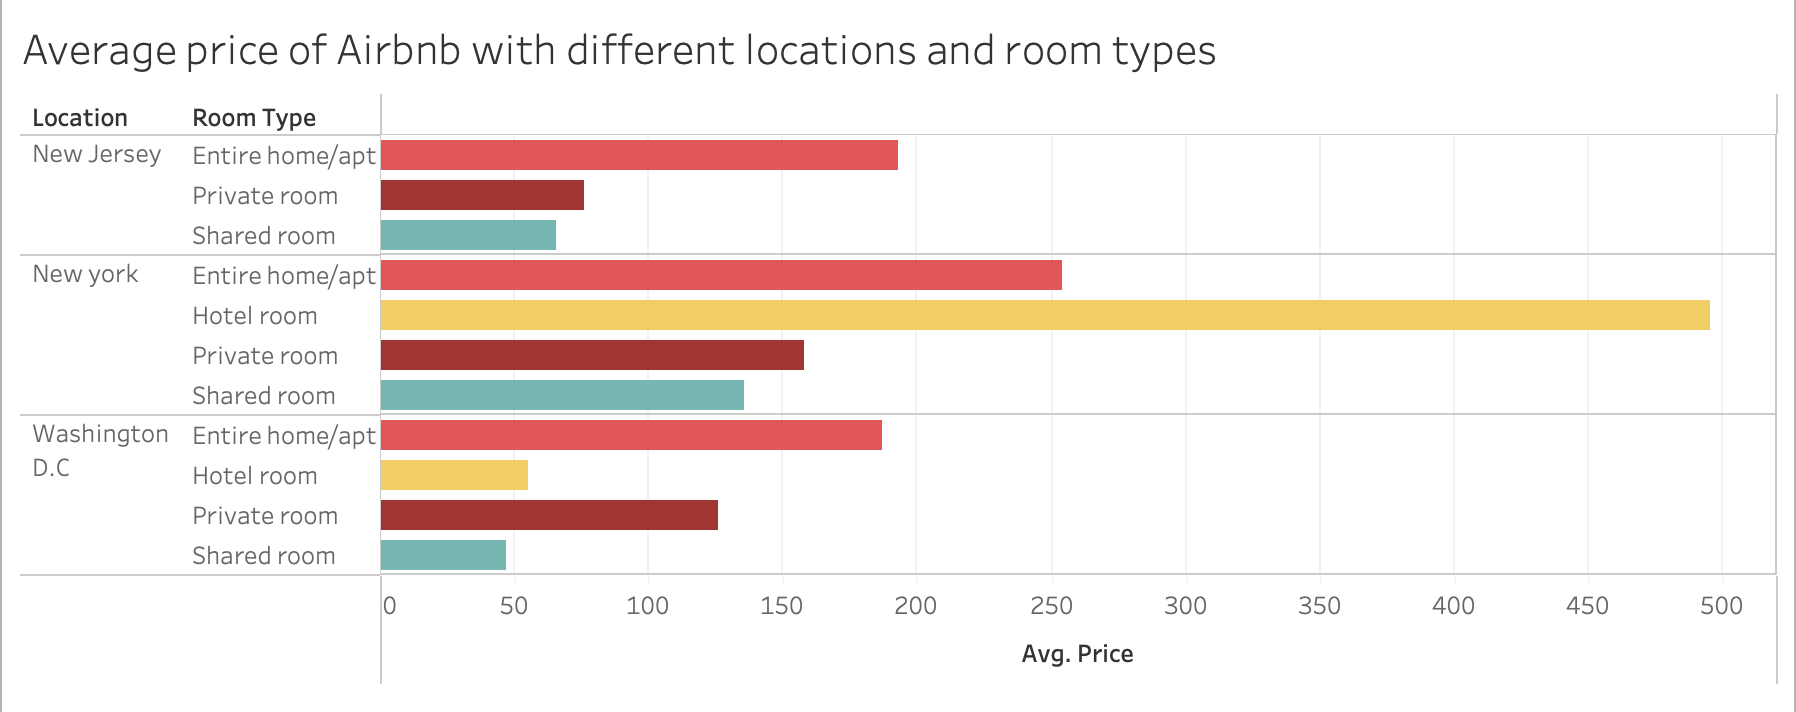 Average price of Airbnb with different locations and room types
Location Room Type
New Jersey Entire home/apt
Private room
Shared room
New york Entire home/apt
Hotel room
Private room
Shared room
Washington Entire home/apt
D.C Hotel room
Private room
Shared room
0 50 100 150 200 250 300 350 400 450 500
Avg. Price